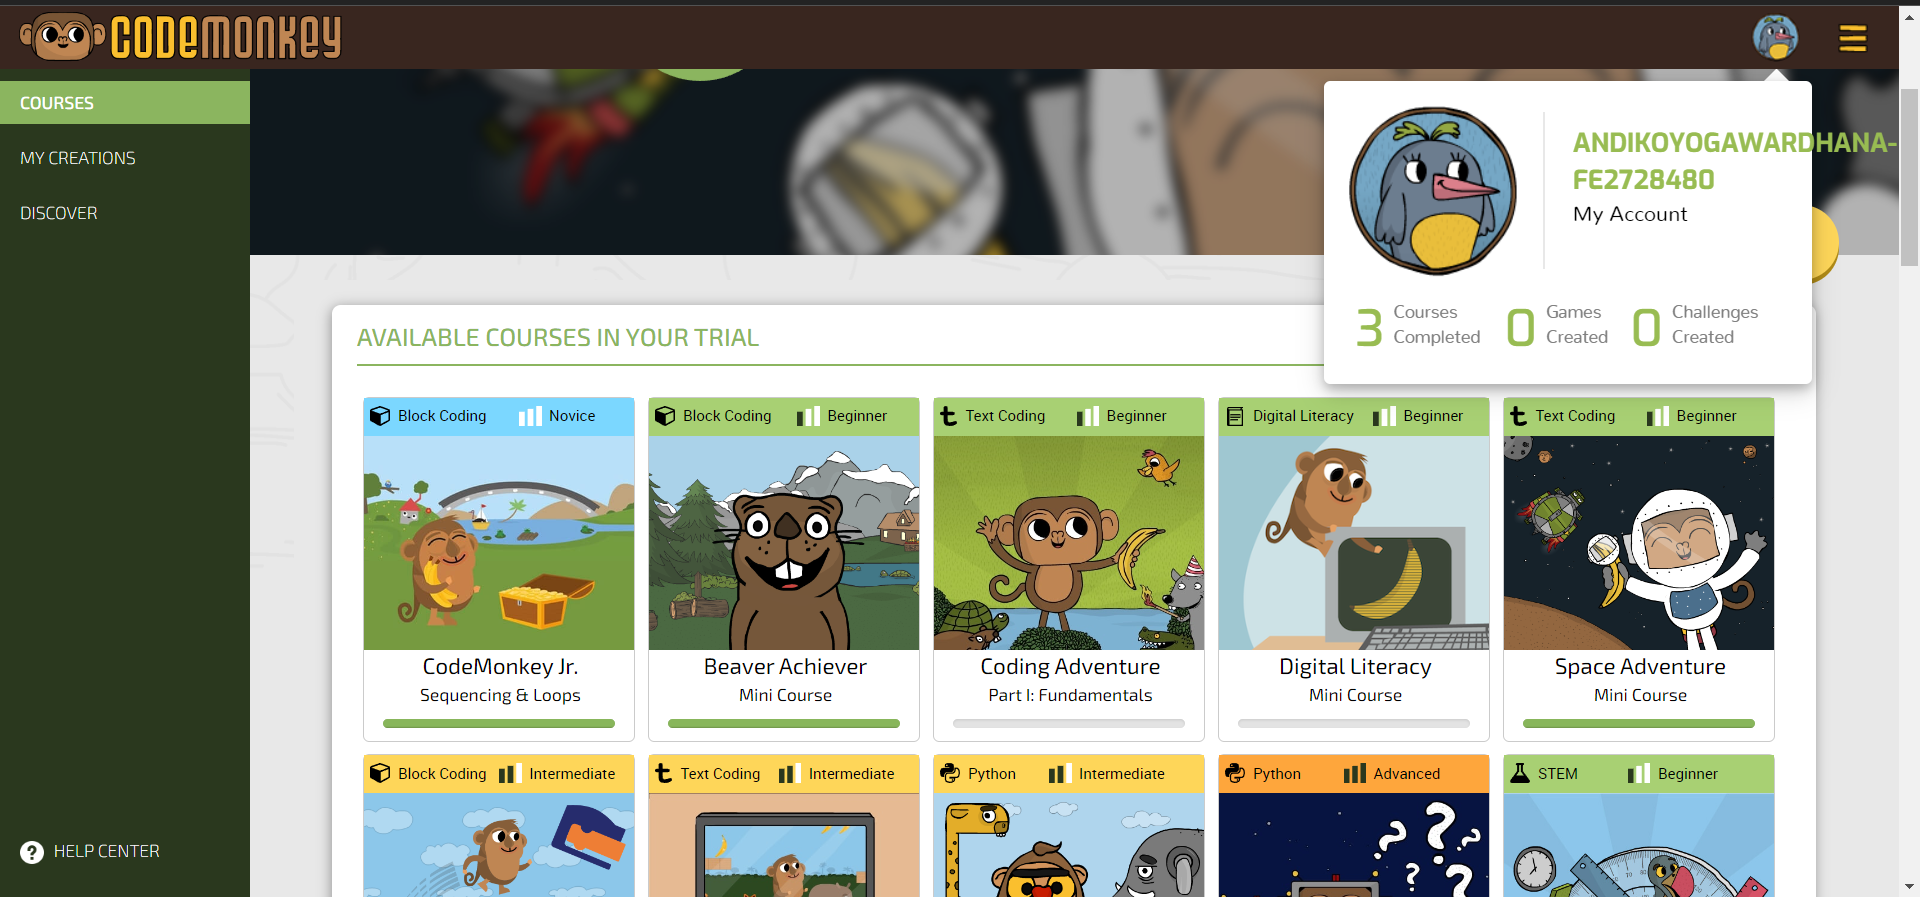 CODEMONKEY
COURSES
MY CREATIONS
DISCOVER
? HELP CENTER
ANDIKOYOGAWARDHANA-
FE2728480
My Account
3 Courses Completed
0 Games Created
0 Challenges Created
AVAILABLE COURSES IN YOUR TRIAL
Block Coding Novice
CodeMonkey Jr.
Sequencing & Loops
Block Coding Beginner
Beaver Achiever
Mini Course
t Text Coding Beginner
Coding Adventure
Part I: Fundamentals
Digital Literacy Beginner
Digital Literacy
Mini Course
t Text Coding Beginner
Space Adventure
Mini Course
Block Coding Intermediate
t Text Coding Intermediate
Python Intermediate
Python Advanced
? ? ? ? ?
STEM Beginner